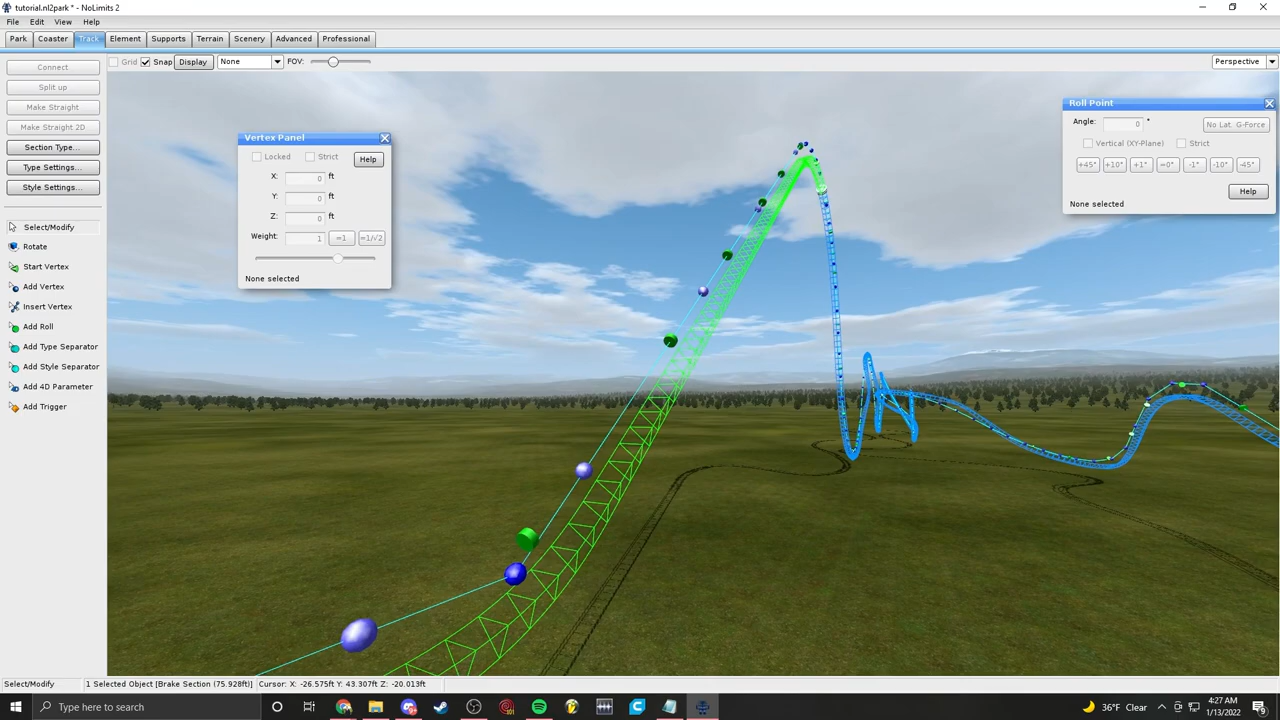 tutorial.nl2park * - NoLimits 2
File Edit View Help
Park Coaster Track Element Supports Terrain Scenery Advanced Professional
Connect
Split up
Make Straight
Make Straight 2D
Section Type...
Type Settings...
Style Settings...
Select/Modify
Rotate
Start Vertex
Add Vertex
Insert Vertex
Add Roll
Add Type Separator
Add Style Separator
Add 4D Parameter
Add Trigger
Grid Snap Display None FOV: Perspective
Vertex Panel
Locked Strict Help
X: 0 ft
Y: 0 ft
Z: 0 ft
Weight: 1 =1 =1/√2
None selected
Roll Point
Angle: 0 ° No Lat. G-Force
Vertical (XY-Plane) Strict
+45° +10° +1° =0° -1° -10° -45°
Help
None selected
Select/Modify 1 Selected Object [Brake Section (75.928ft)] Cursor: X: -26.575ft Y: 43.307ft Z: -20.013ft
Type here to search
36°F Clear
4:27 AM
1/13/2022